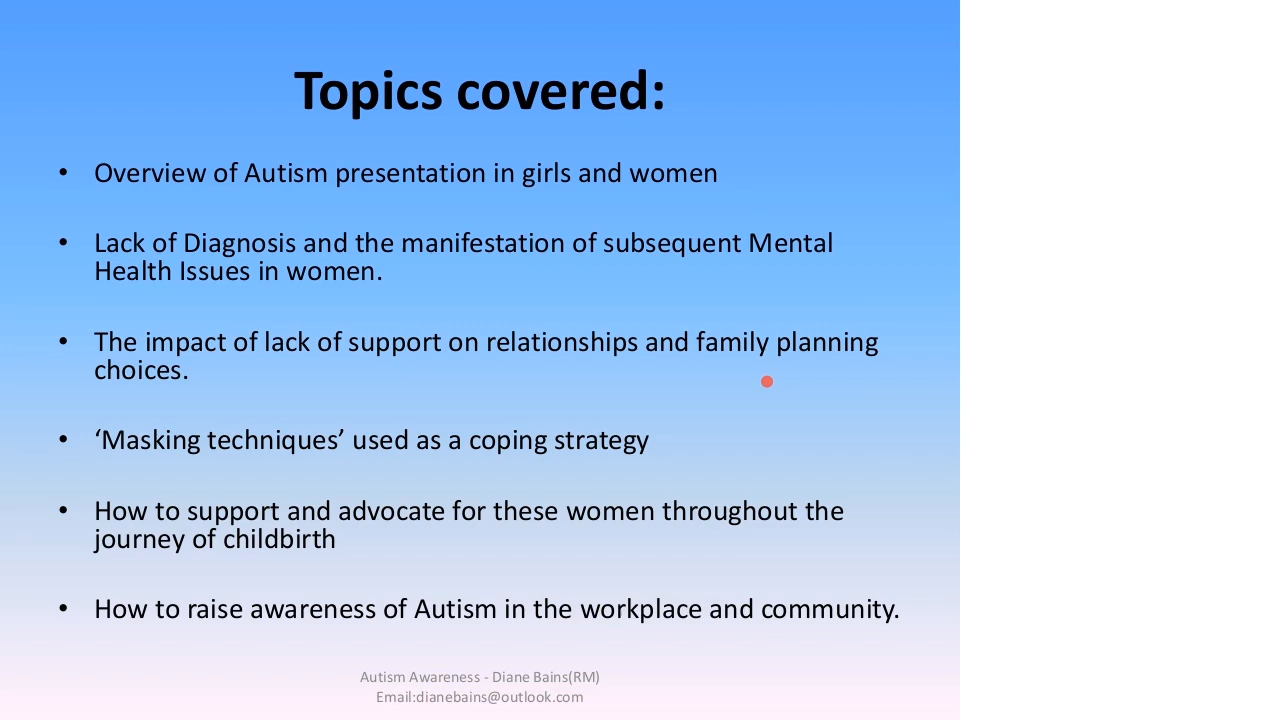 Topics covered:
• Overview of Autism presentation in girls and women
• Lack of Diagnosis and the manifestation of subsequent Mental
Health Issues in women.
• The impact of lack of support on relationships and family planning
choices.
• ‘Masking techniques’ used as a coping strategy
• How to support and advocate for these women throughout the
journey of childbirth
• How to raise awareness of Autism in the workplace and community.
Autism Awareness - Diane Bains(RM)
Email:dianebains@outlook.com